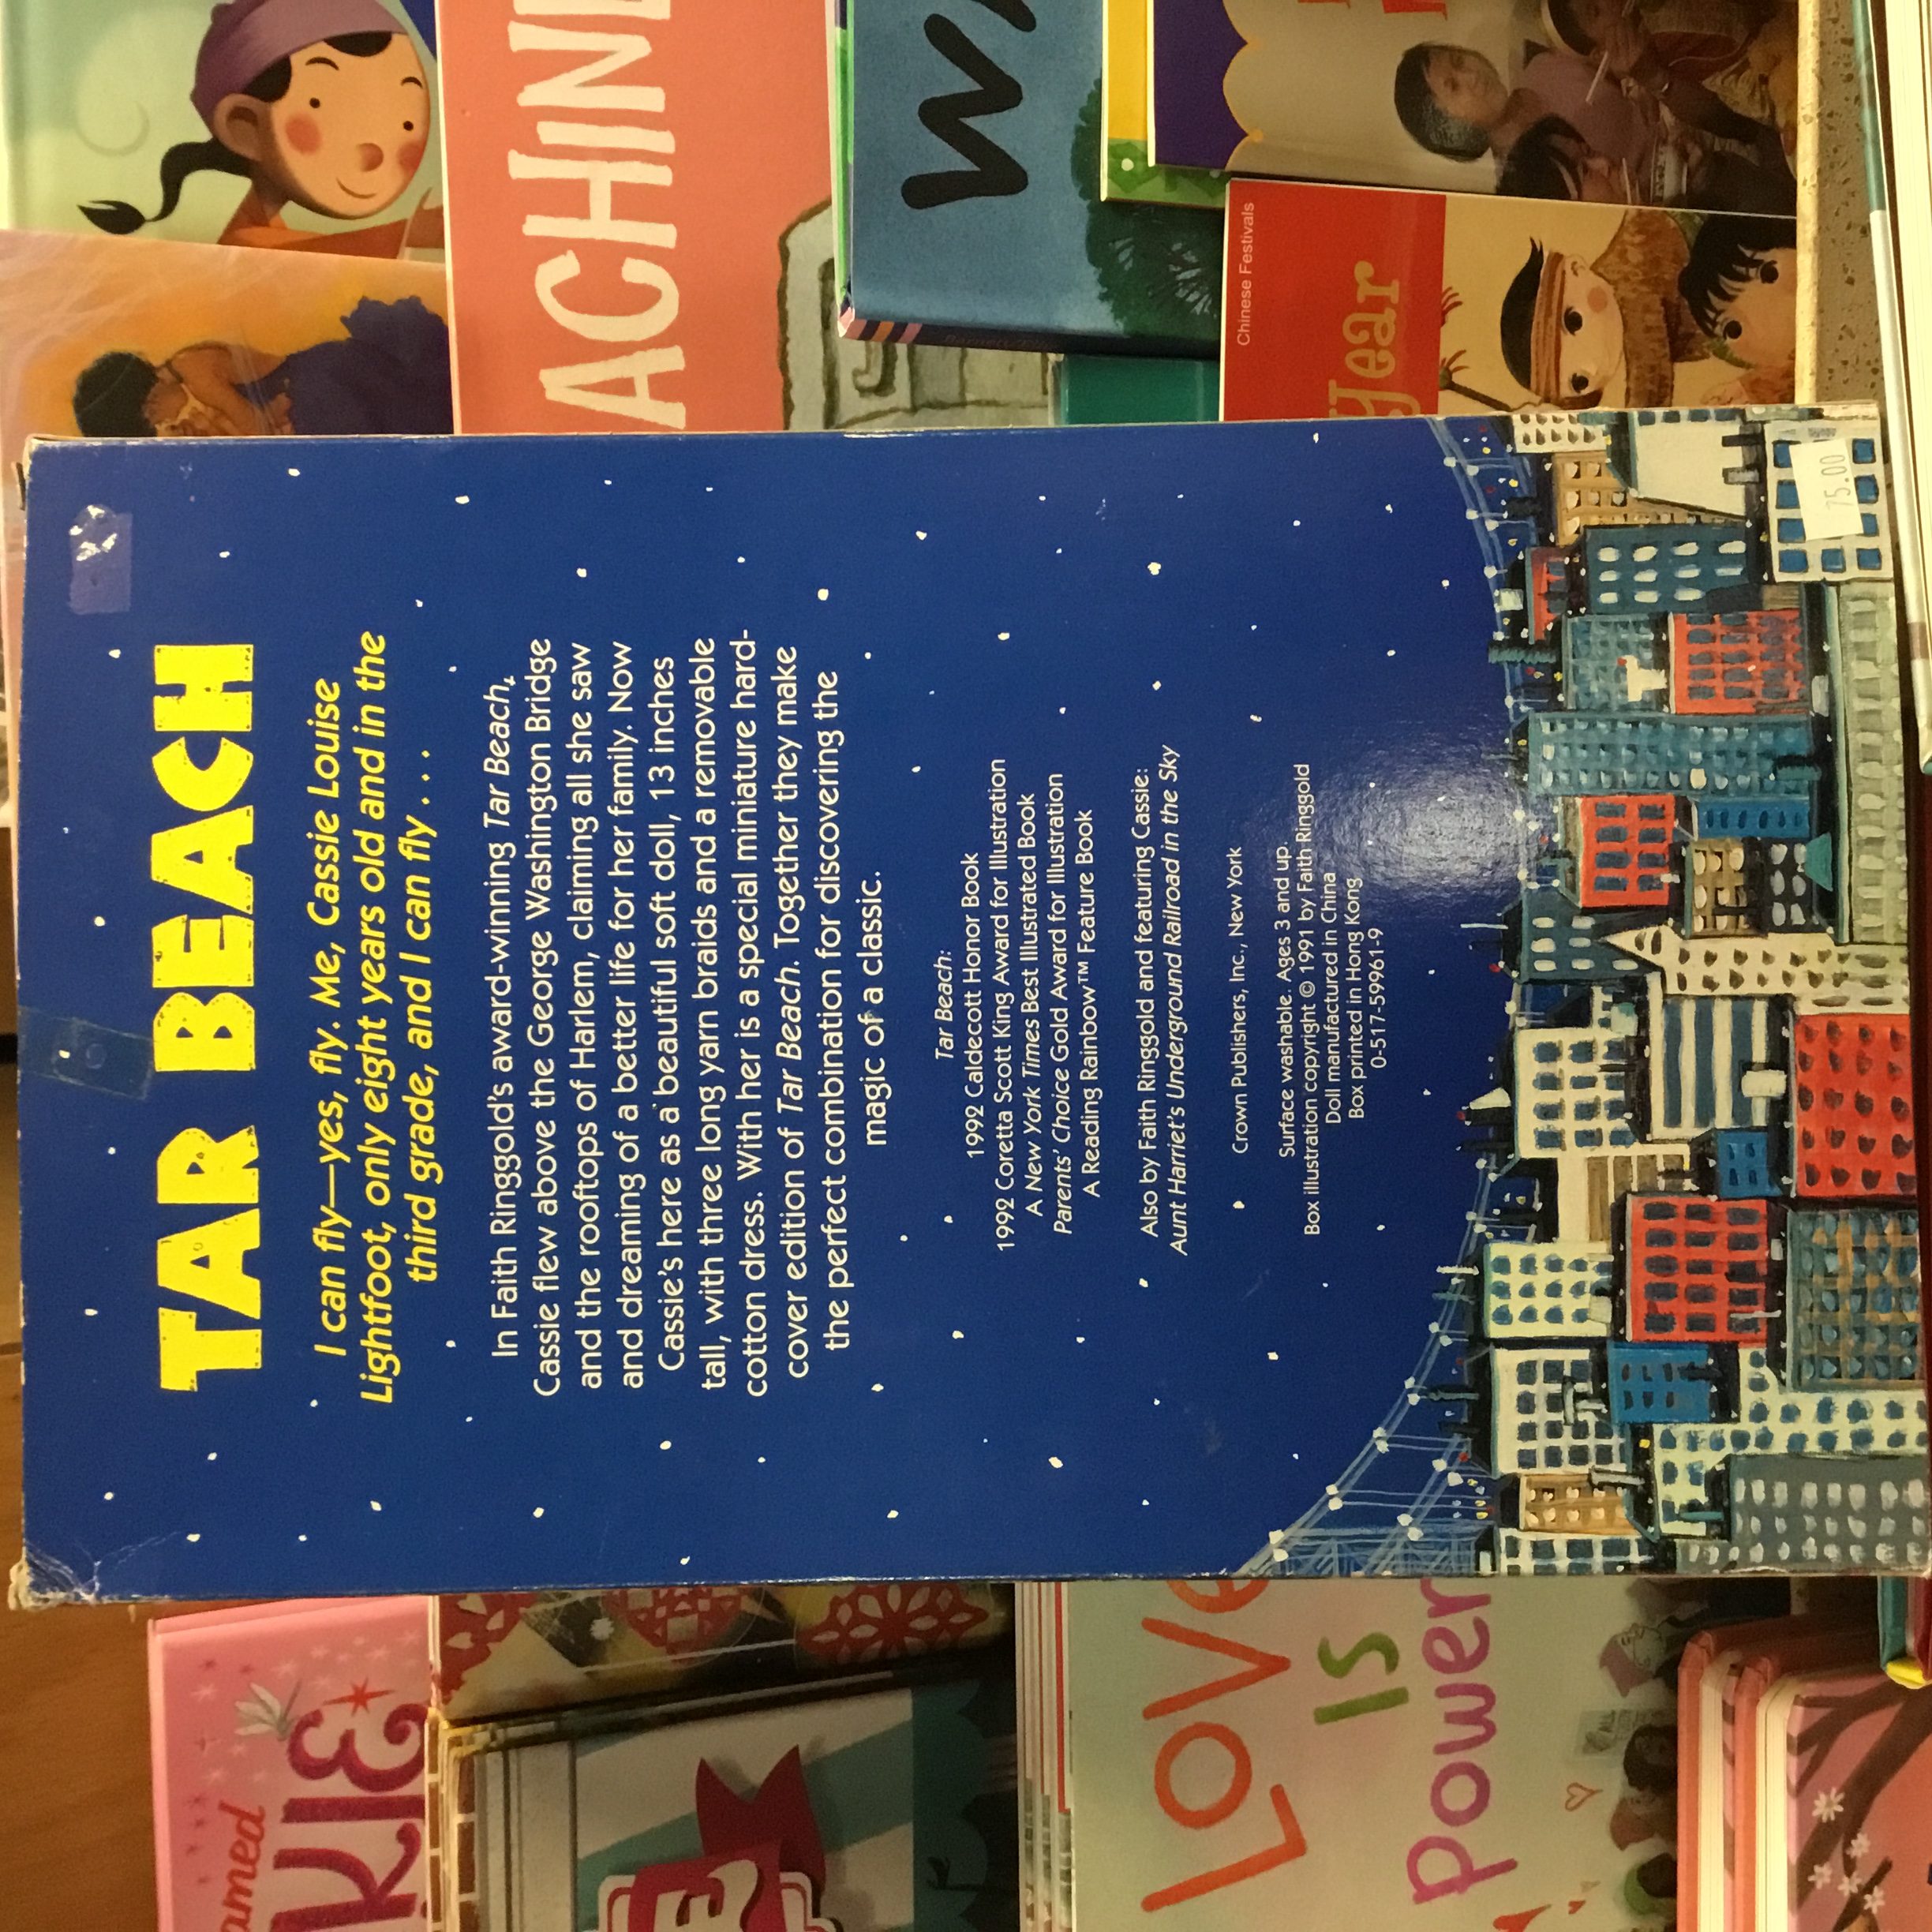 TAR BEACH
I can fly—yes, fly. Me, Cassie Louise
Lightfoot, only eight years old and in the
third grade, and I can fly . . .
In Faith Ringgold's award-winning Tar Beach,
Cassie flew above the George Washington Bridge
and the rooftops of Harlem, claiming all she saw
and dreaming of a better life for her family. Now
Cassie's here as a beautiful soft doll, 13 inches
tall, with three long yarn braids and a removable
cotton dress. With her is a special miniature hard-
cover edition of Tar Beach. Together they make
the perfect combination for discovering the
magic of a classic.
Tar Beach:
1992 Caldecott Honor Book
1992 Coretta Scott King Award for Illustration
A New York Times Best Illustrated Book
Parents' Choice Gold Award for Illustration
A Reading Rainbow™ Feature Book
Also by Faith Ringgold and featuring Cassie:
Aunt Harriet's Underground Railroad in the Sky
Crown Publishers, Inc., New York
Surface washable. Ages 3 and up.
Box illustration copyright © 1991 by Faith Ringgold
Doll manufactured in China
Box printed in Hong Kong
0-517-59961-9
75.00
ACHINE
W
Chinese Festivals
Year
amed
KIE
Love
is
Power